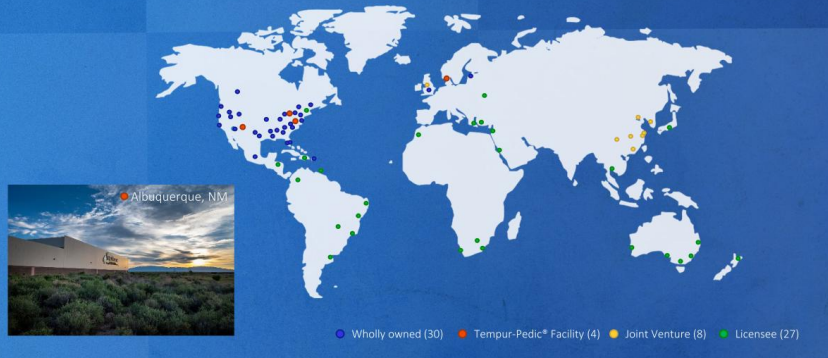 Albuquerque, NM
Wholly owned (30) Tempur-Pedic® Facility (4) Joint Venture (8) Licensee (27)